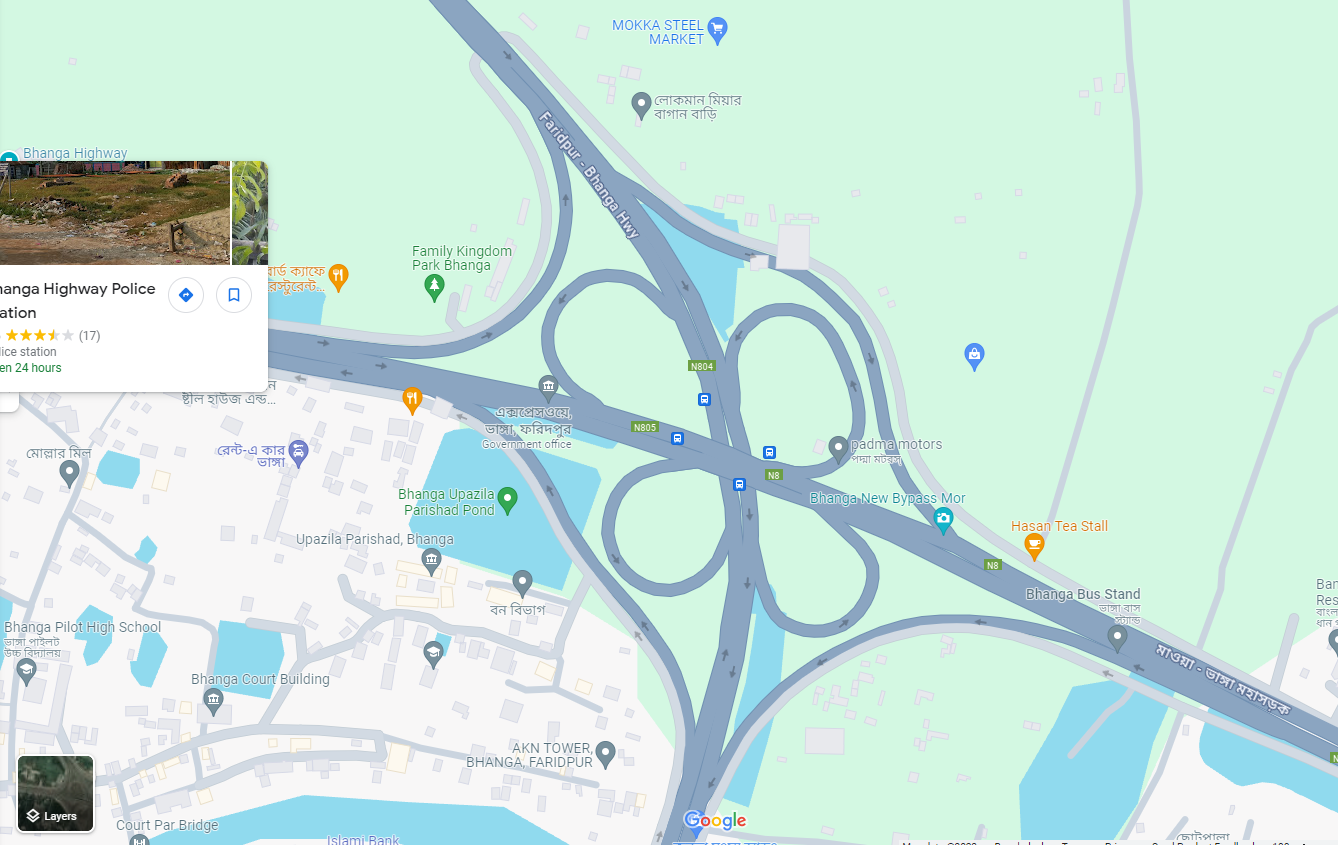 MOKKA STEEL
MARKET
লোকমান মিয়ার
বাগান বাড়ি
Faridpur - Bhanga Hwy
Bhanga Highway
Family Kingdom
Park Bhanga
hanga Highway Police
ation
(17)
lice station
en 24 hours
N804
এক্সপ্রেসওয়ে,
ভাঙ্গা, ফরিদপুর
Government office
N805
padma motors
পদ্মা মটরস্
N8
রেন্ট-এ কার
ভাঙ্গা
মোল্লার মিল
Bhanga Upazila
Parishad Pond
Bhanga New Bypass Mor
Hasan Tea Stall
Upazila Parishad, Bhanga
N8
Bhanga Bus Stand
ভাঙ্গা বাস
স্ট্যান্ড
বন বিভাগ
Bhanga Pilot High School
ভাঙ্গা পাইলট
উচ্চ বিদ্যালয়
মাওয়া - ভাঙ্গা মহাসড়ক
Bhanga Court Building
AKN TOWER,
BHANGA, FARIDPUR
Layers
Google
Court Par Bridge
Islami Bank